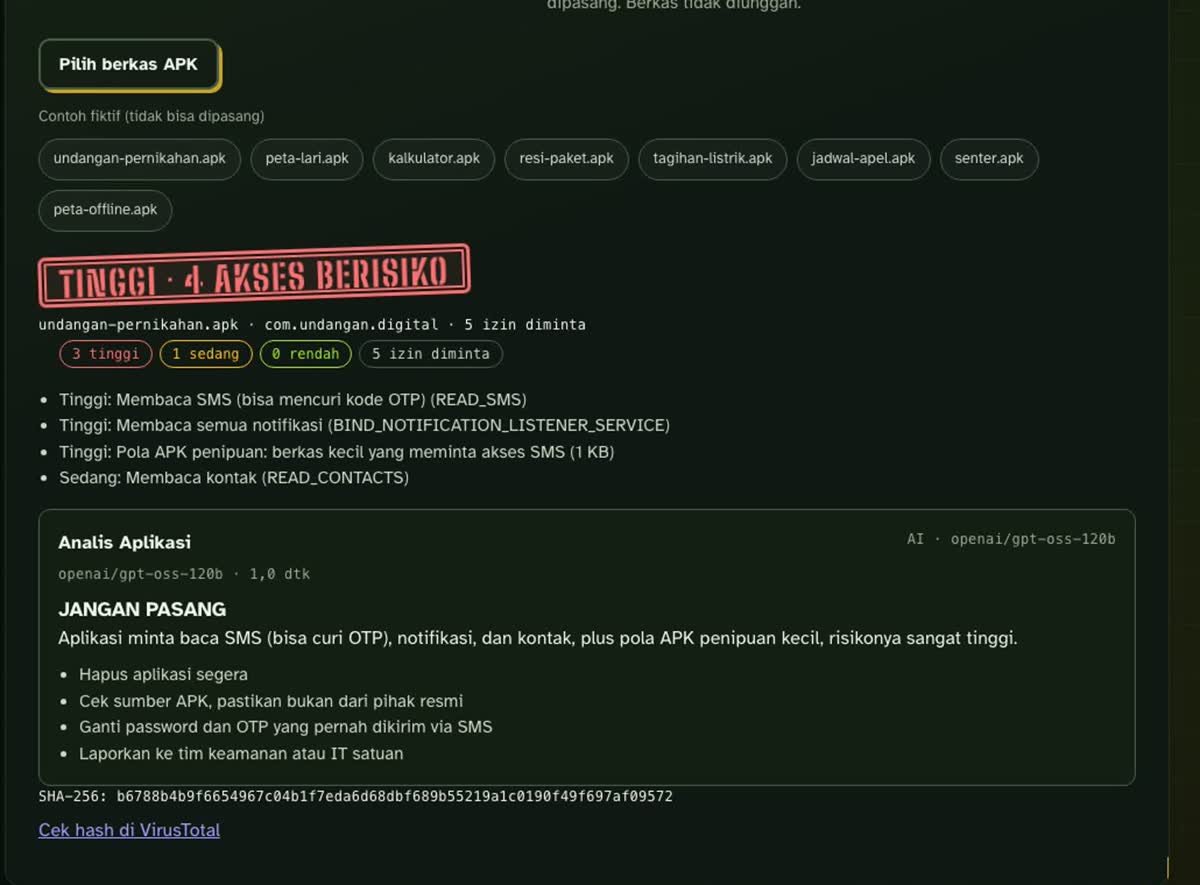 dipasang. Berkas tidak diunggah.
Pilih berkas APK
Contoh fiktif (tidak bisa dipasang)
undangan-pernikahan.apk peta-lari.apk kalkulator.apk resi-paket.apk tagihan-listrik.apk jadwal-apel.apk senter.apk
peta-offline.apk
TINGGI · 4 AKSES BERISIKO
undangan-pernikahan.apk · com.undangan.digital · 5 izin diminta
3 tinggi 1 sedang 0 rendah 5 izin diminta
• Tinggi: Membaca SMS (bisa mencuri kode OTP) (READ_SMS)
• Tinggi: Membaca semua notifikasi (BIND_NOTIFICATION_LISTENER_SERVICE)
• Tinggi: Pola APK penipuan: berkas kecil yang meminta akses SMS (1 KB)
• Sedang: Membaca kontak (READ_CONTACTS)
Analis Aplikasi AI · openai/gpt-oss-120b
openai/gpt-oss-120b · 1,0 dtk
JANGAN PASANG
Aplikasi minta baca SMS (bisa curi OTP), notifikasi, dan kontak, plus pola APK penipuan kecil, risikonya sangat tinggi.
• Hapus aplikasi segera
• Cek sumber APK, pastikan bukan dari pihak resmi
• Ganti password dan OTP yang pernah dikirim via SMS
• Laporkan ke tim keamanan atau IT satuan
SHA-256: b6788b4b9f6654967c04b1f7eda6d68dbf689b55219a1c0190f49f697af09572
Cek hash di VirusTotal